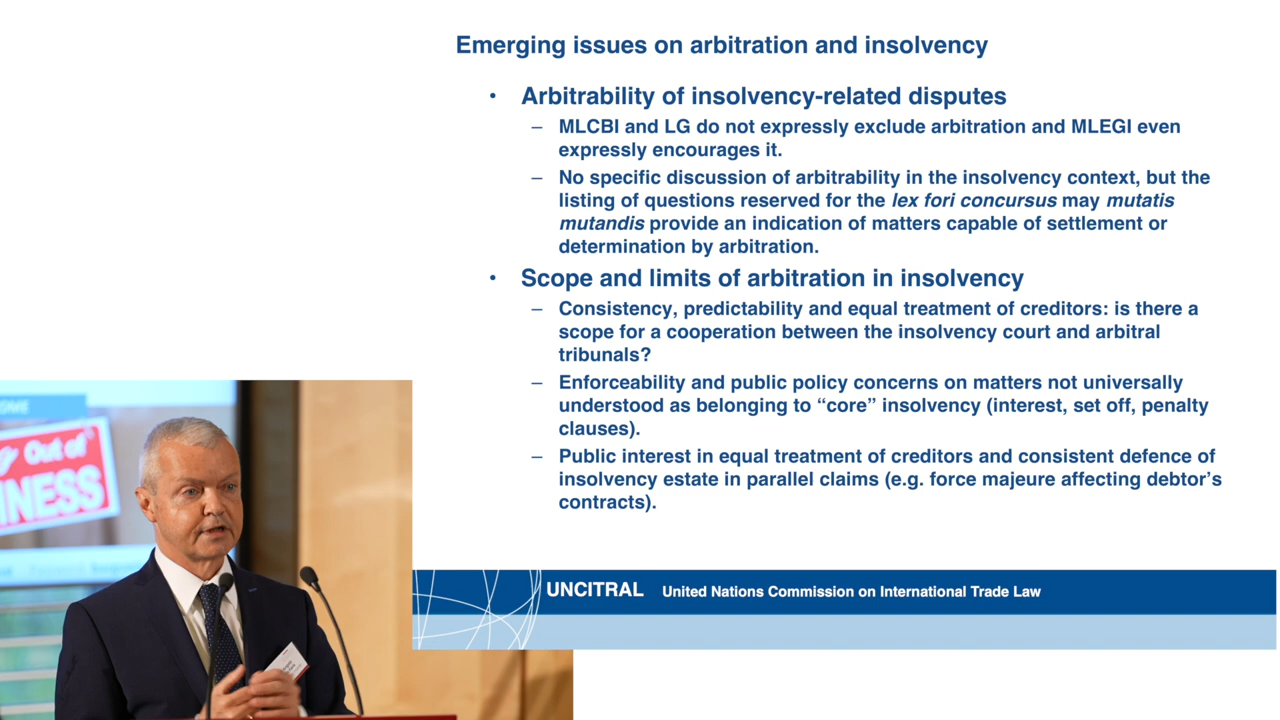 Emerging issues on arbitration and insolvency
• Arbitrability of insolvency-related disputes
– MLCBI and LG do not expressly exclude arbitration and MLEGI even
expressly encourages it.
– No specific discussion of arbitrability in the insolvency context, but the
listing of questions reserved for the lex fori concursus may mutatis
mutandis provide an indication of matters capable of settlement or
determination by arbitration.
• Scope and limits of arbitration in insolvency
– Consistency, predictability and equal treatment of creditors: is there a
scope for a cooperation between the insolvency court and arbitral
tribunals?
– Enforceability and public policy concerns on matters not universally
understood as belonging to “core” insolvency (interest, set off, penalty
clauses).
– Public interest in equal treatment of creditors and consistent defence of
insolvency estate in parallel claims (e.g. force majeure affecting debtor’s
contracts).
UNCITRAL United Nations Commission on International Trade Law
Out of